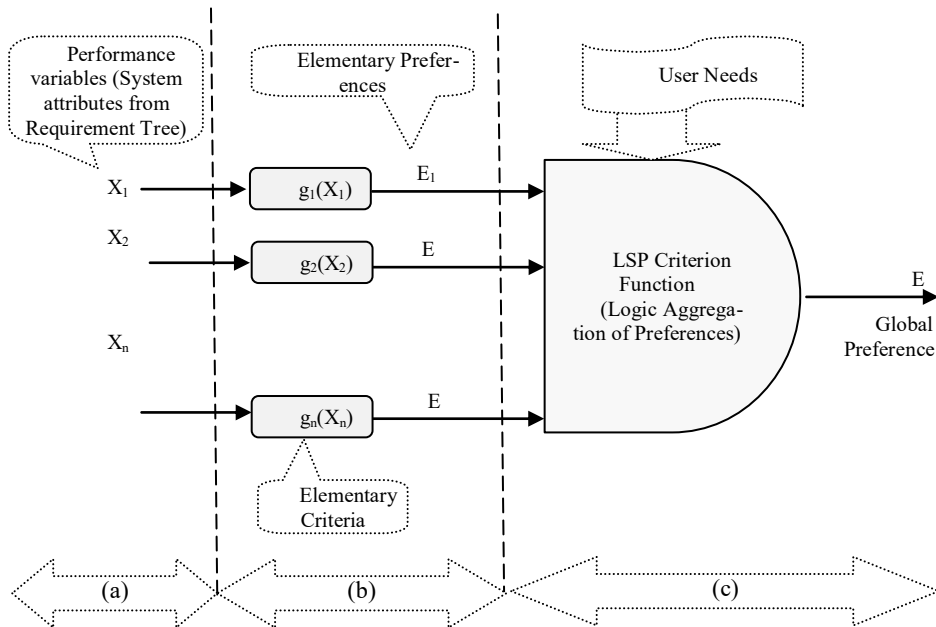 Performance
variables (System
attributes from
Requirement Tree)
Elementary Prefer-
ences
User Needs
X₁
g₁(X₁)
E₁
X₂
g₂(X₂)
E
Xₙ
gₙ(Xₙ)
E
LSP Criterion
Function
(Logic Aggrega-
tion of Preferences)
E
Global
Preference
Elementary
Criteria
(a)
(b)
(c)